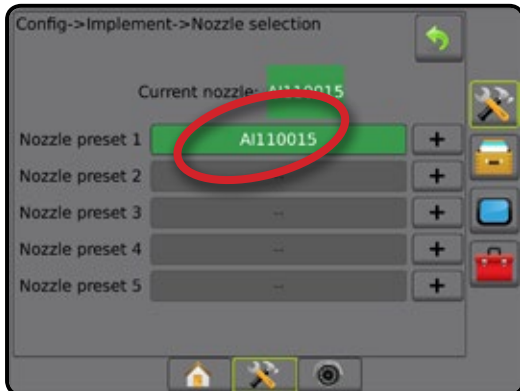 Config->Implement->Nozzle selection
Current nozzle: AI110015
Nozzle preset 1 AI110015 +
Nozzle preset 2 -- +
Nozzle preset 3 -- +
Nozzle preset 4 -- +
Nozzle preset 5 -- +